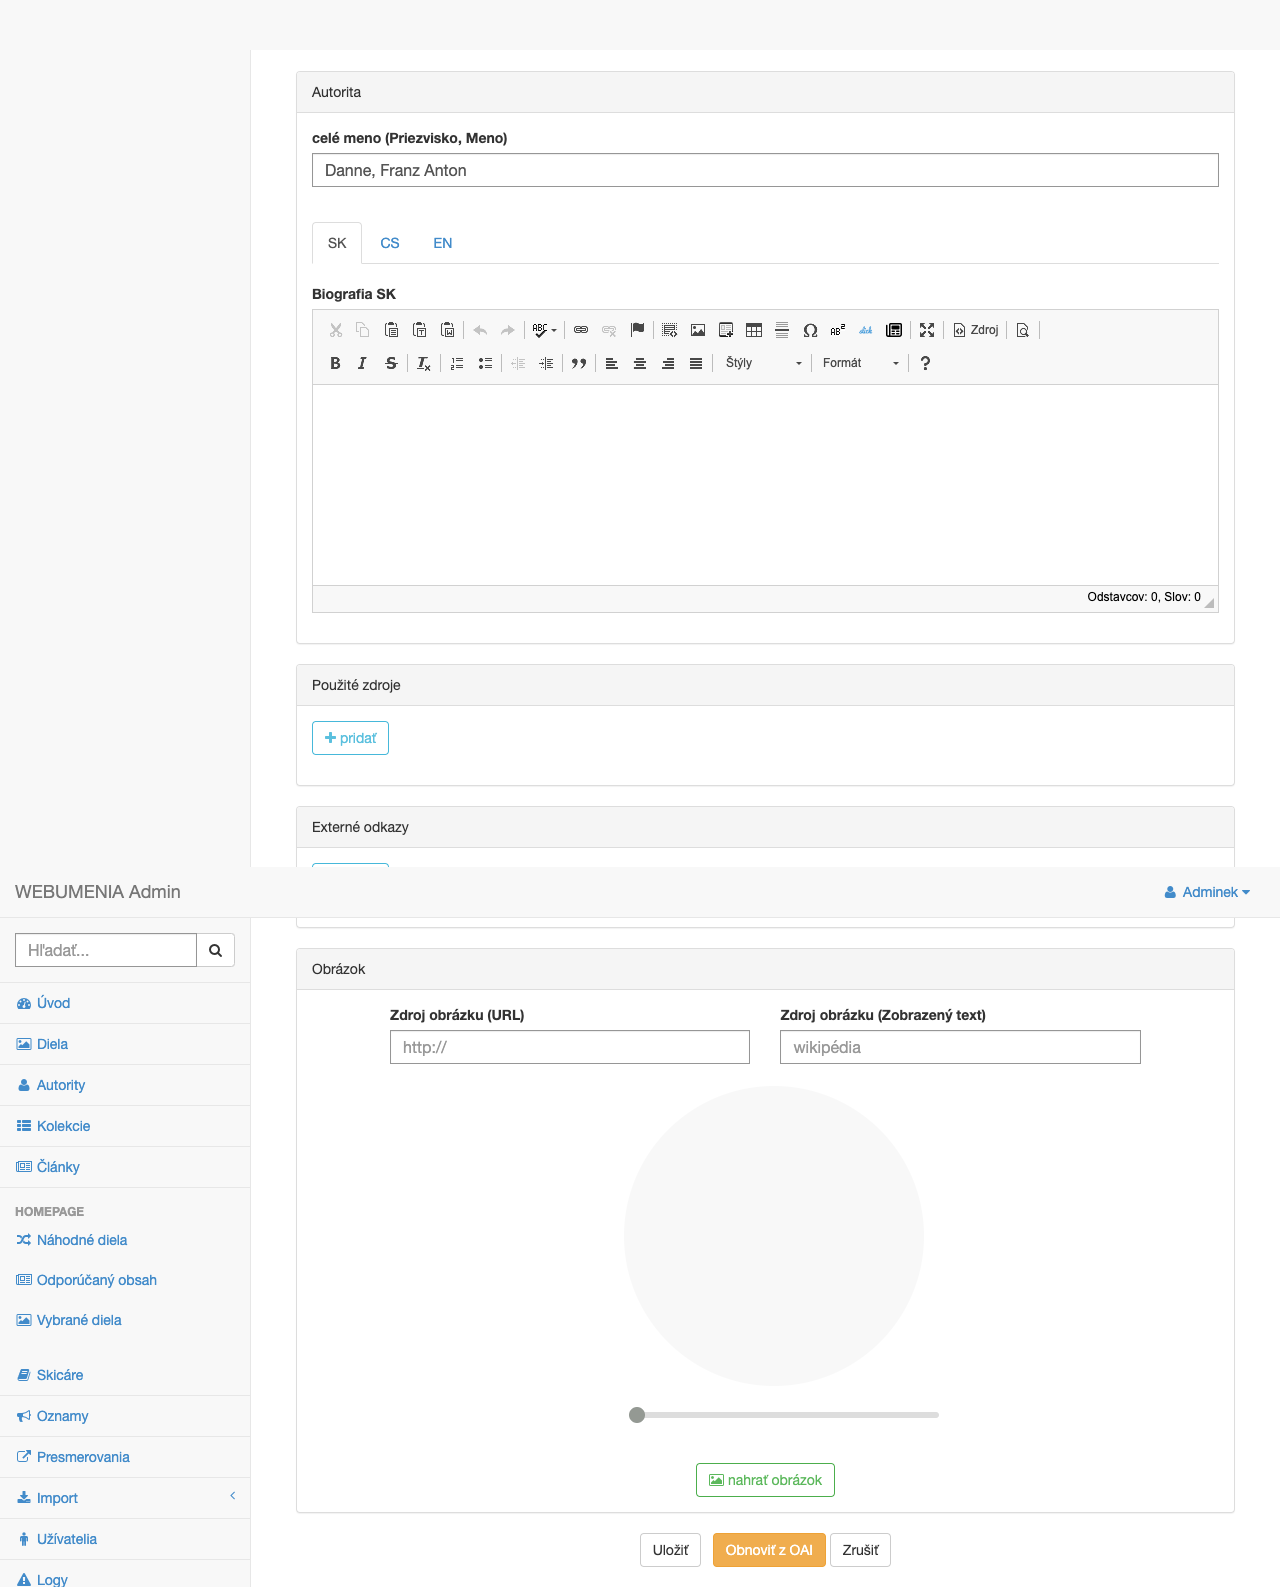 Autorita
celé meno (Priezvisko, Meno)
Danne, Franz Anton
SK CS EN
Biografia SK
Zdroj
Štýly Formát
Odstavcov: 0, Slov: 0
Použité zdroje
pridať
Externé odkazy
WEBUMENIA Admin
Adminek
Hľadať...
Úvod
Diela
Autority
Kolekcie
Články
HOMEPAGE
Náhodné diela
Odporúčaný obsah
Vybrané diela
Skicáre
Oznamy
Presmerovania
Import
Užívatelia
Logy
Obrázok
Zdroj obrázku (URL) Zdroj obrázku (Zobrazený text)
http:// wikipédia
nahrať obrázok
Uložiť Obnoviť z OAI Zrušiť